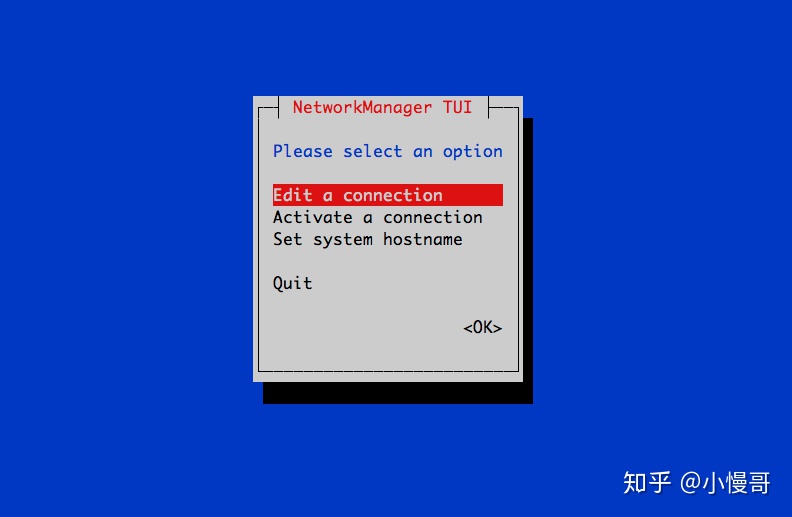 NetworkManager TUI
Please select an option
Edit a connection
Activate a connection
Set system hostname
Quit
<OK>
知乎 @小慢哥